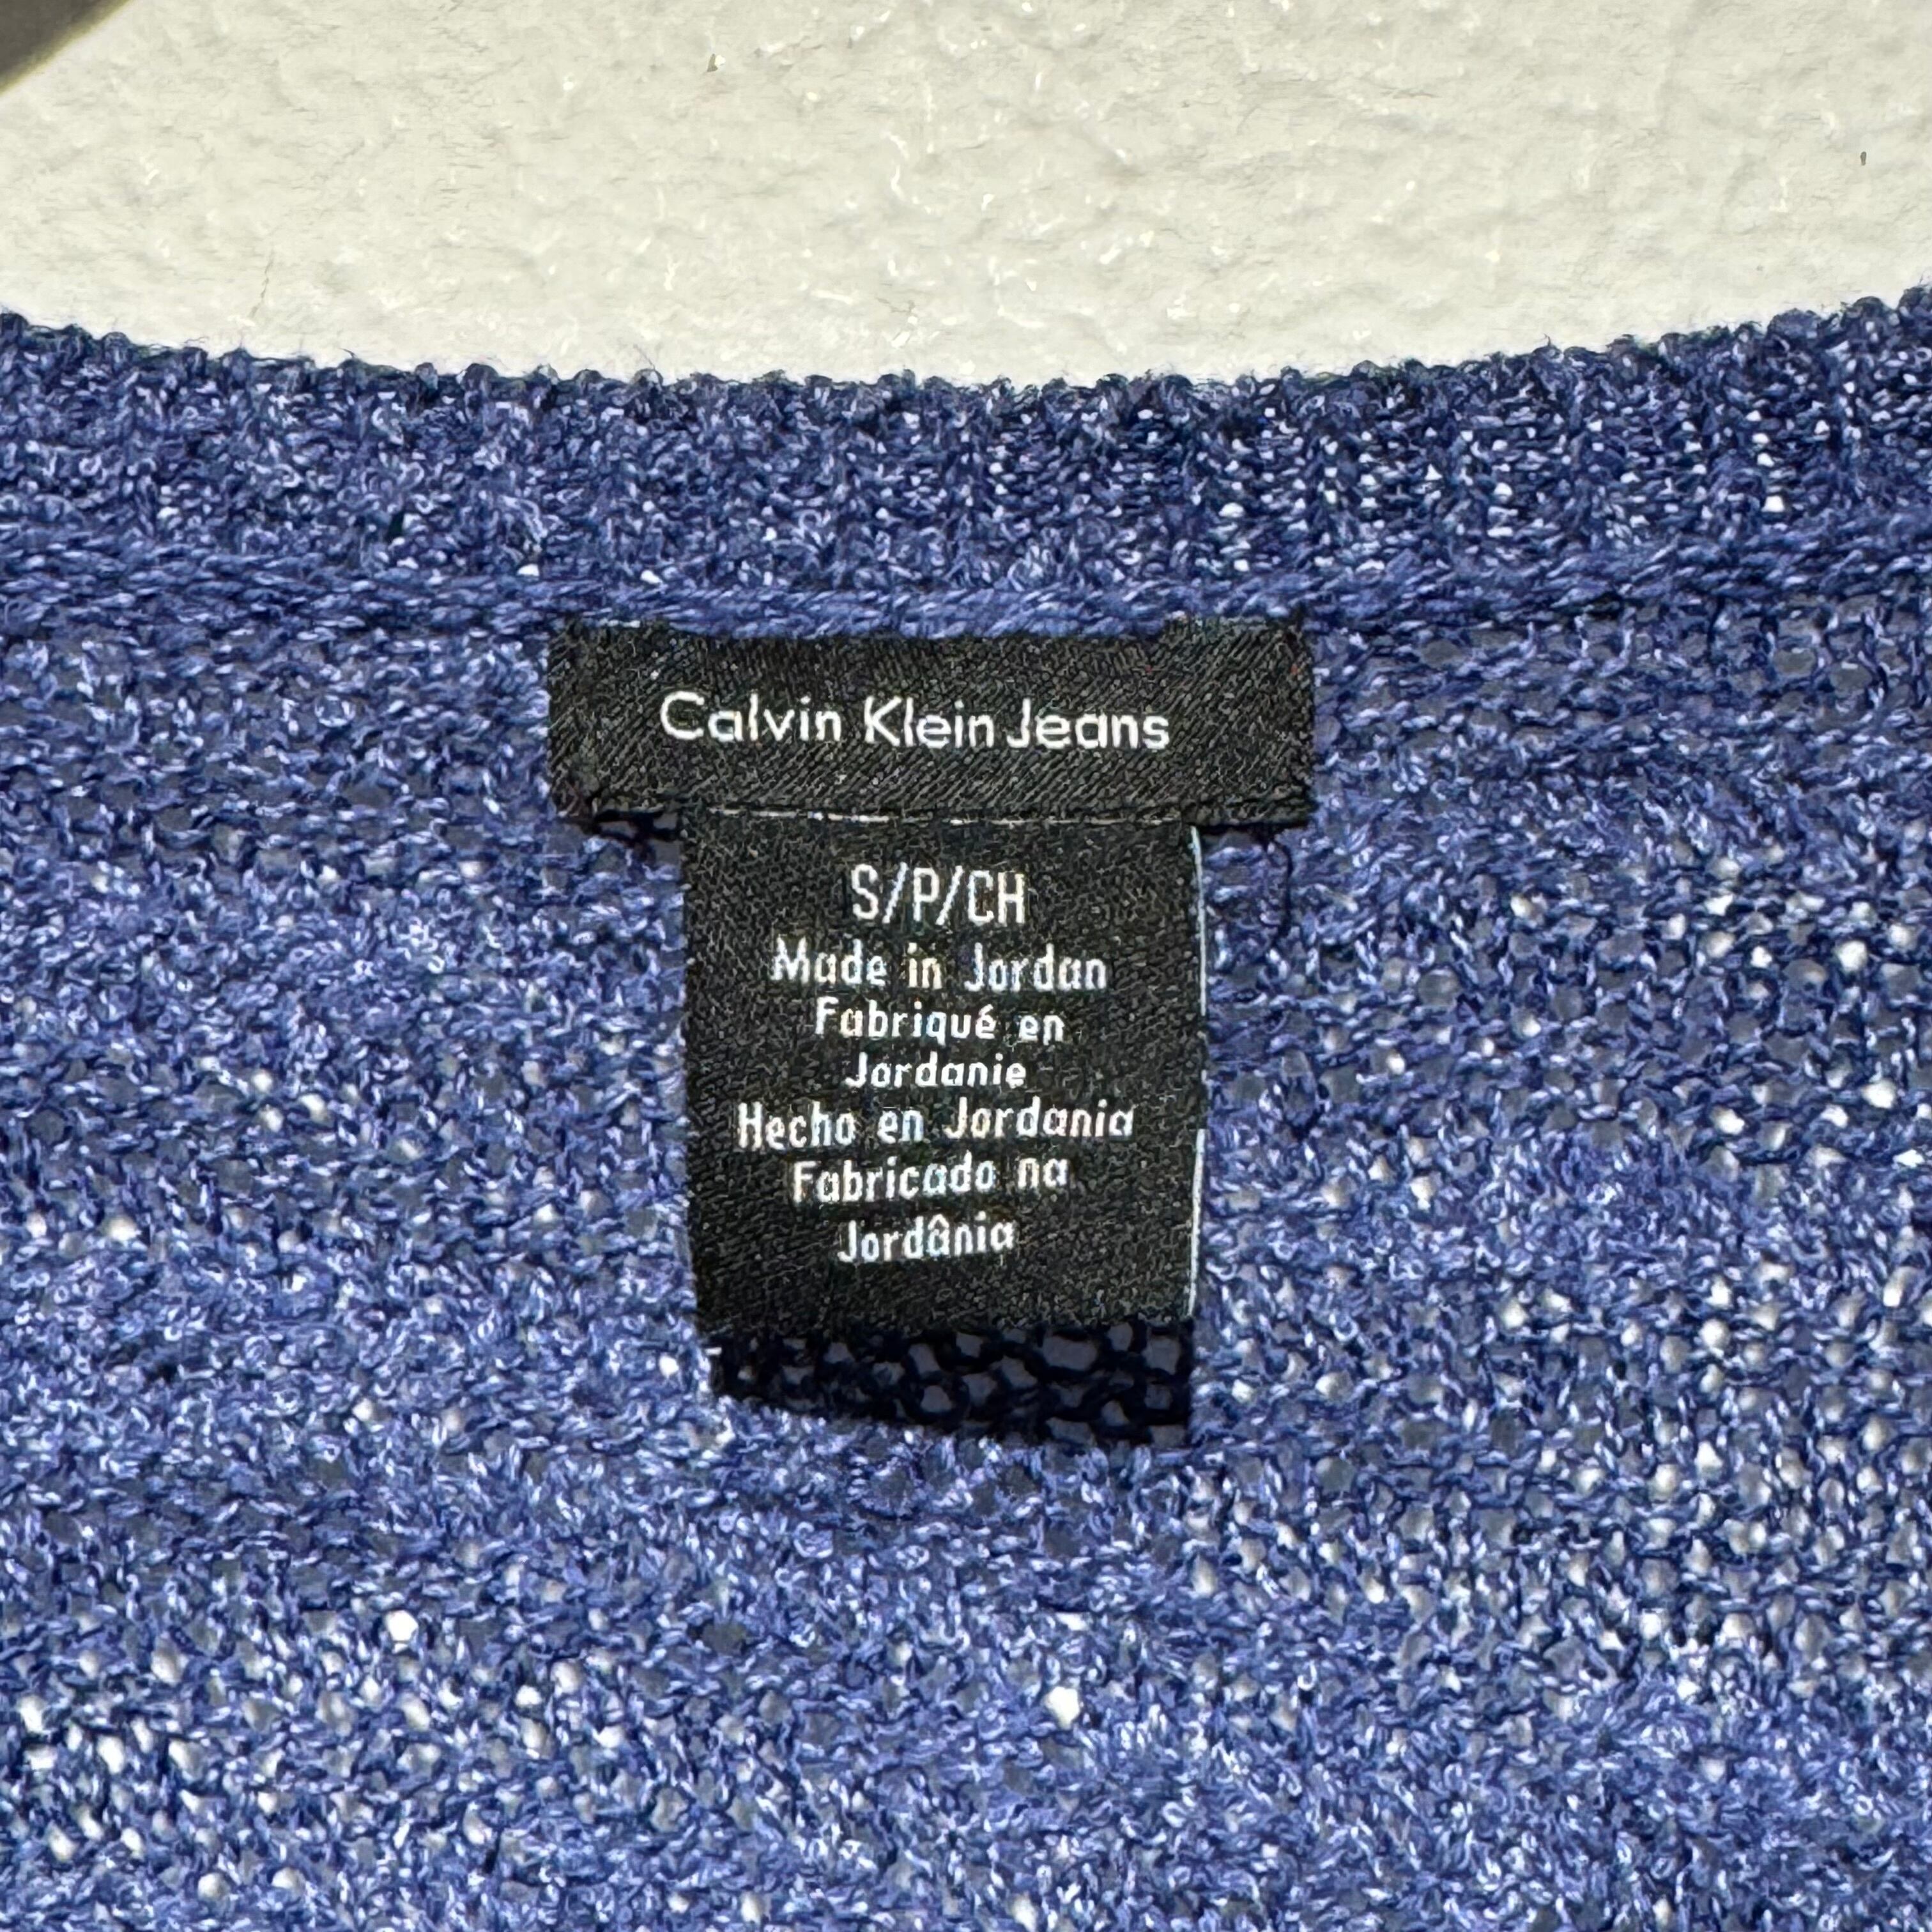 Calvin Klein Jeans
S/P/CH
Made in Jordan
Fabriqué en
Jordanie
Hecho en Jordania
Fabricado na
Jordânia